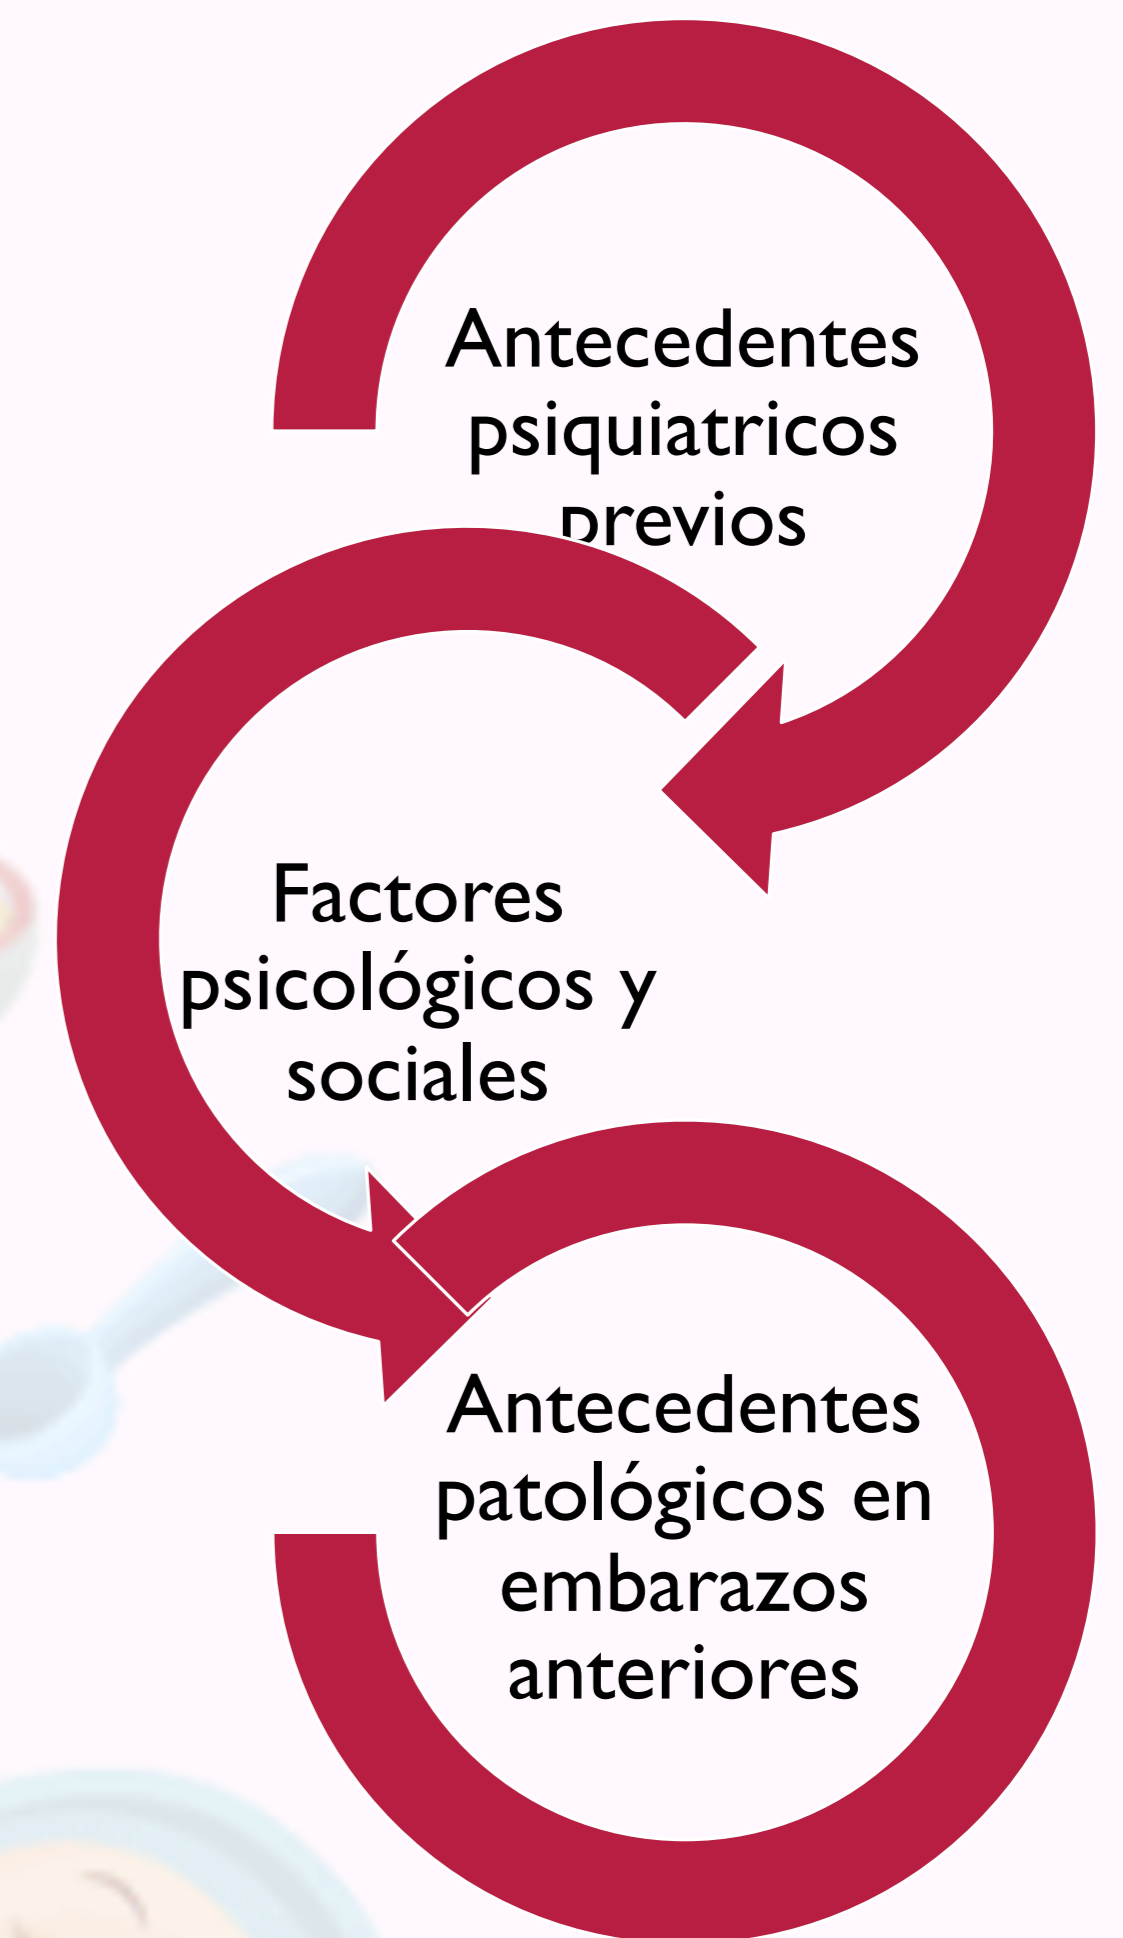 Antecedentes
psiquiatricos
previos
Factores
psicológicos y
sociales
Antecedentes
patológicos en
embarazos
anteriores